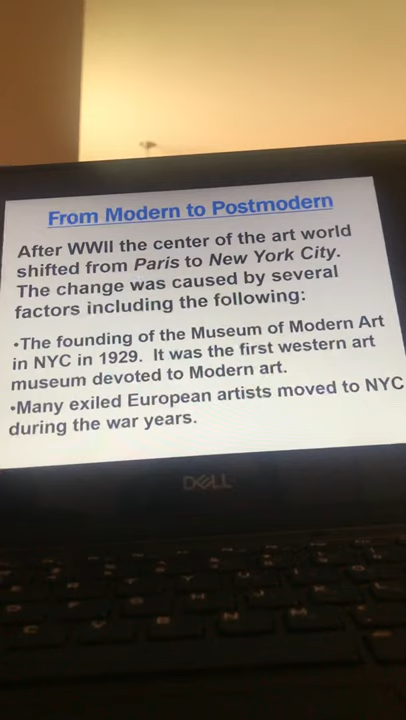 From Modern to Postmodern
After WWII the center of the art world
shifted from Paris to New York City.
The change was caused by several
factors including the following:
•The founding of the Museum of Modern Art
in NYC in 1929. It was the first western art
museum devoted to Modern art.
•Many exiled European artists moved to NYC
during the war years.
DELL